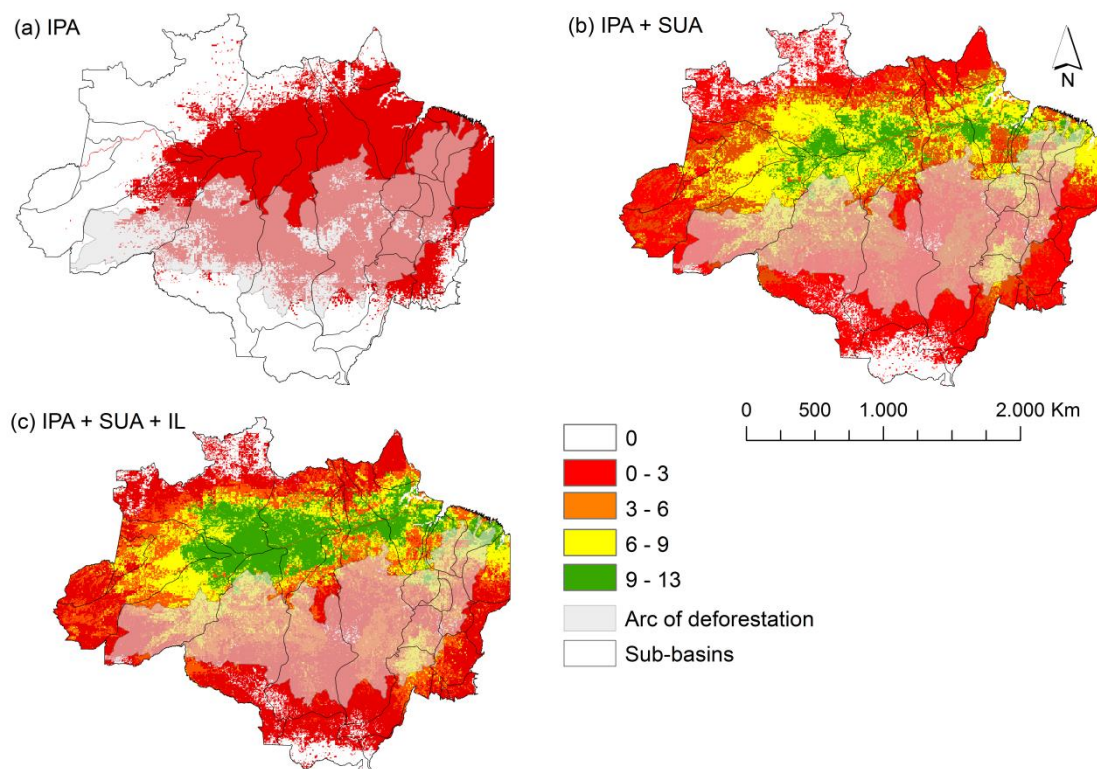 (a) IPA
(b) IPA + SUA
N
(c) IPA + SUA + IL
0 500 1.000 2.000 Km
0
0 - 3
3 - 6
6 - 9
9 - 13
Arc of deforestation
Sub-basins